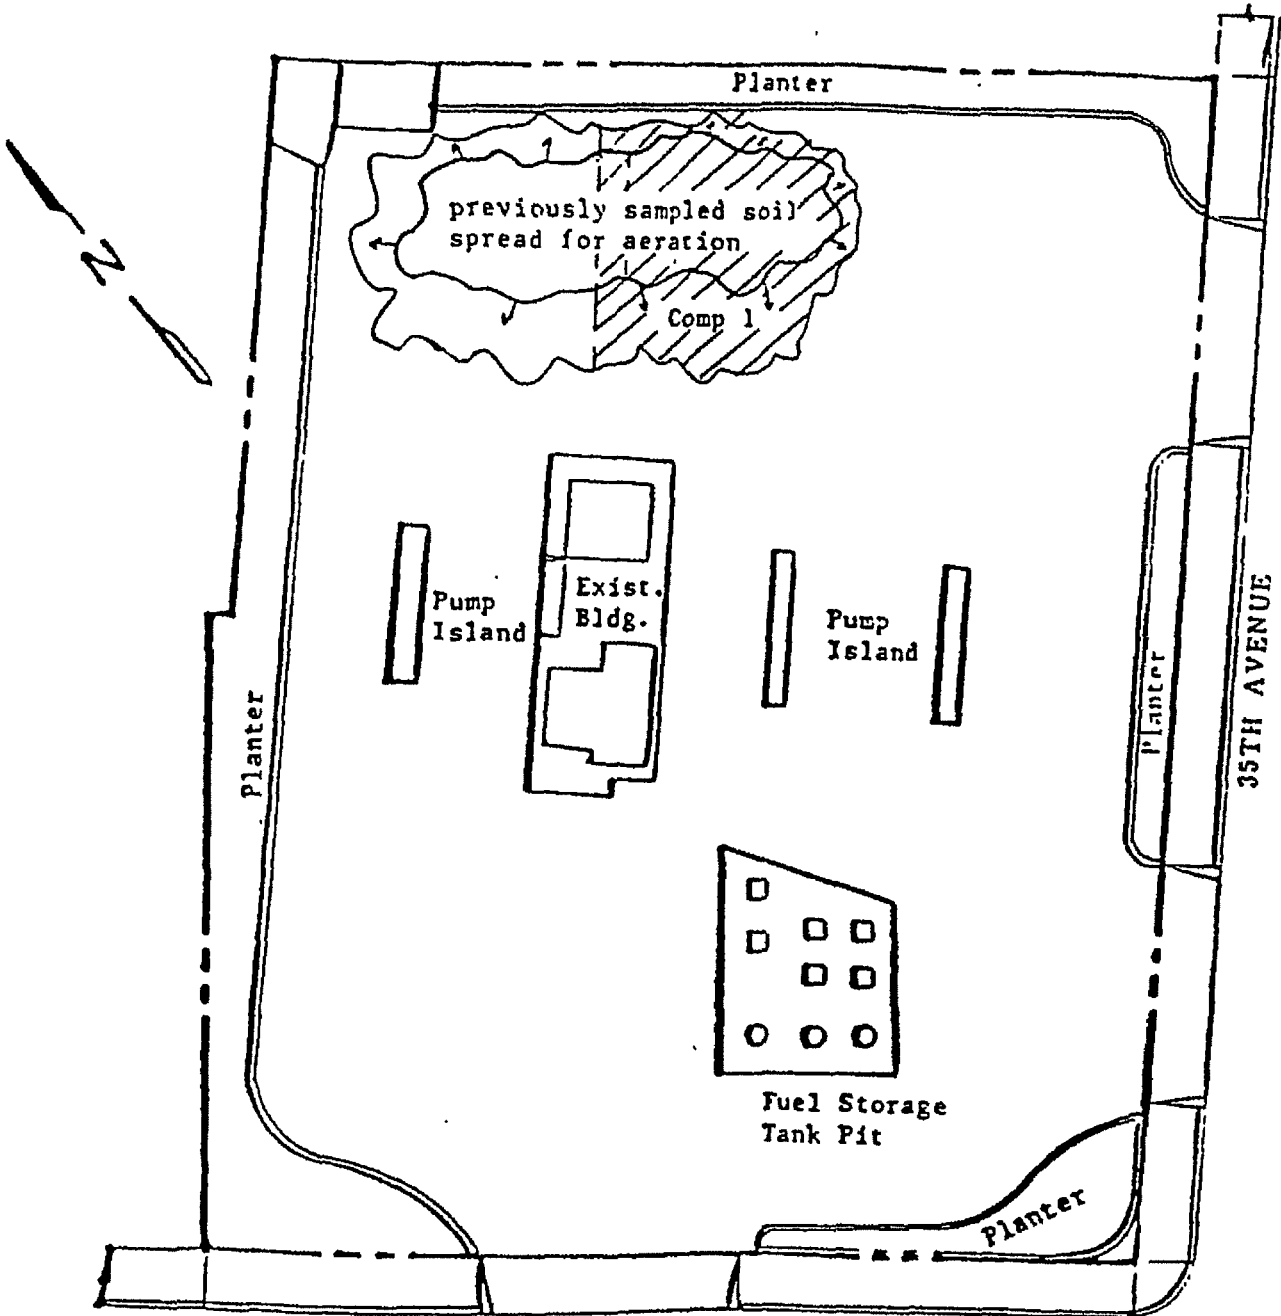 Planter
previously sampled soil
spread for aeration
Comp 1
N
Exist.
Bldg.
Pump
Island
Pump
Island
Planter
Planter
35TH AVENUE
Fuel Storage
Tank Pit
Planter